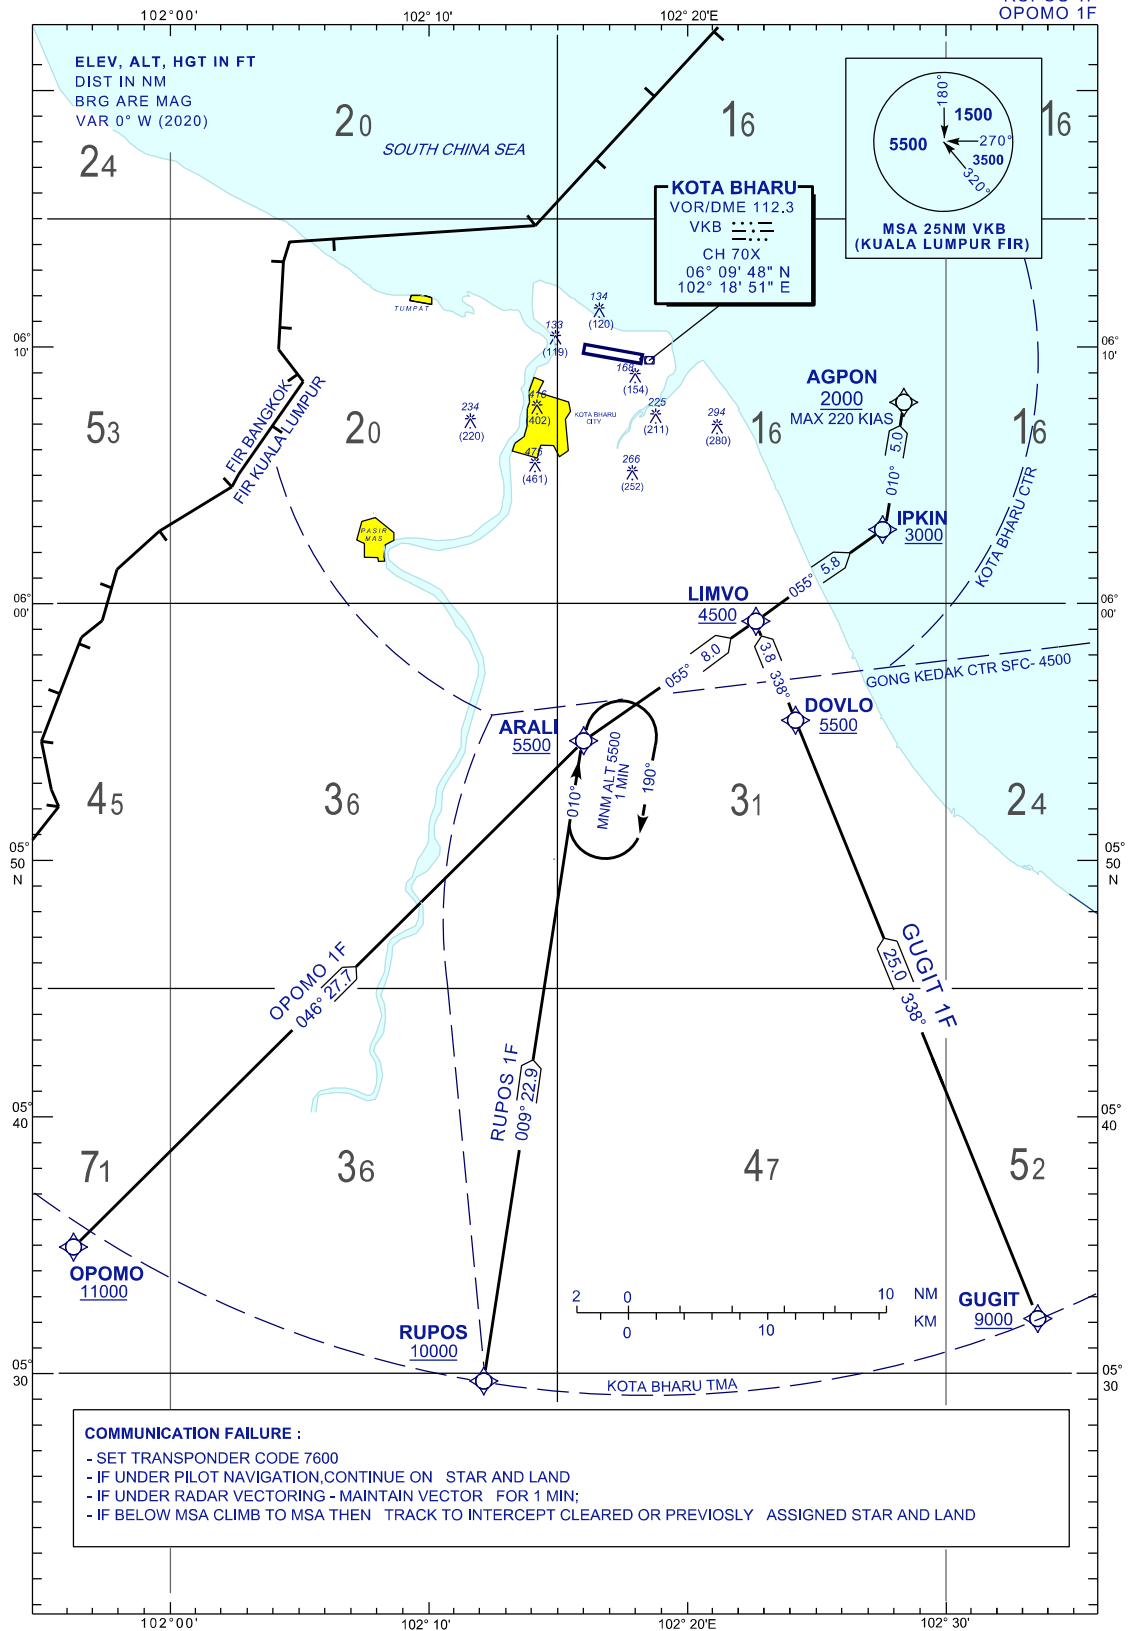 OPOMO 1F
102° 00'
102° 10'
102° 20'E
ELEV, ALT, HGT IN FT
DIST IN NM
BRG ARE MAG
VAR 0° W (2020)
20
16
16
24
SOUTH CHINA SEA
180°
1500
5500
270°
3500
320°
MSA 25NM VKB
(KUALA LUMPUR FIR)
KOTA BHARU
VOR/DME 112.3
VKB
CH 70X
06° 09' 48" N
102° 18' 51" E
TUMPAT
134
(120)
133
(119)
06°
10'
06°
10'
168
(154)
AGPON
2000
MAX 220 KIAS
FIR BANGKOK
FIR KUALA LUMPUR
53
20
234
(220)
416
(402)
KOTA BHARU
CITY
225
(211)
294
(280)
16
16
475
(461)
266
(252)
010° 5.0
KOTA BHARU CTR
PASIR
MAS
IPKIN
3000
055° 5.8
06°
00'
06°
00'
LIMVO
4500
055° 8.0
3.8 338°
GONG KEDAK CTR SFC- 4500
ARALI
5500
DOVLO
5500
010°
MNM ALT 5500
1 MIN
190°
45
36
31
24
05°
50
N
05°
50
N
OPOMO 1F
046° 27.7
GUGIT 1F
25.0 338°
RUPOS 1F
009° 22.9
05°
40
05°
40
71
36
47
52
OPOMO
11000
2 0 10 NM
0 10 KM
GUGIT
9000
RUPOS
10000
05°
30
05°
30
KOTA BHARU TMA
COMMUNICATION FAILURE :
- SET TRANSPONDER CODE 7600
- IF UNDER PILOT NAVIGATION,CONTINUE ON STAR AND LAND
- IF UNDER RADAR VECTORING - MAINTAIN VECTOR FOR 1 MIN;
- IF BELOW MSA CLIMB TO MSA THEN TRACK TO INTERCEPT CLEARED OR PREVIOSLY ASSIGNED STAR AND LAND
102° 00'
102° 10'
102° 20'E
102° 30'